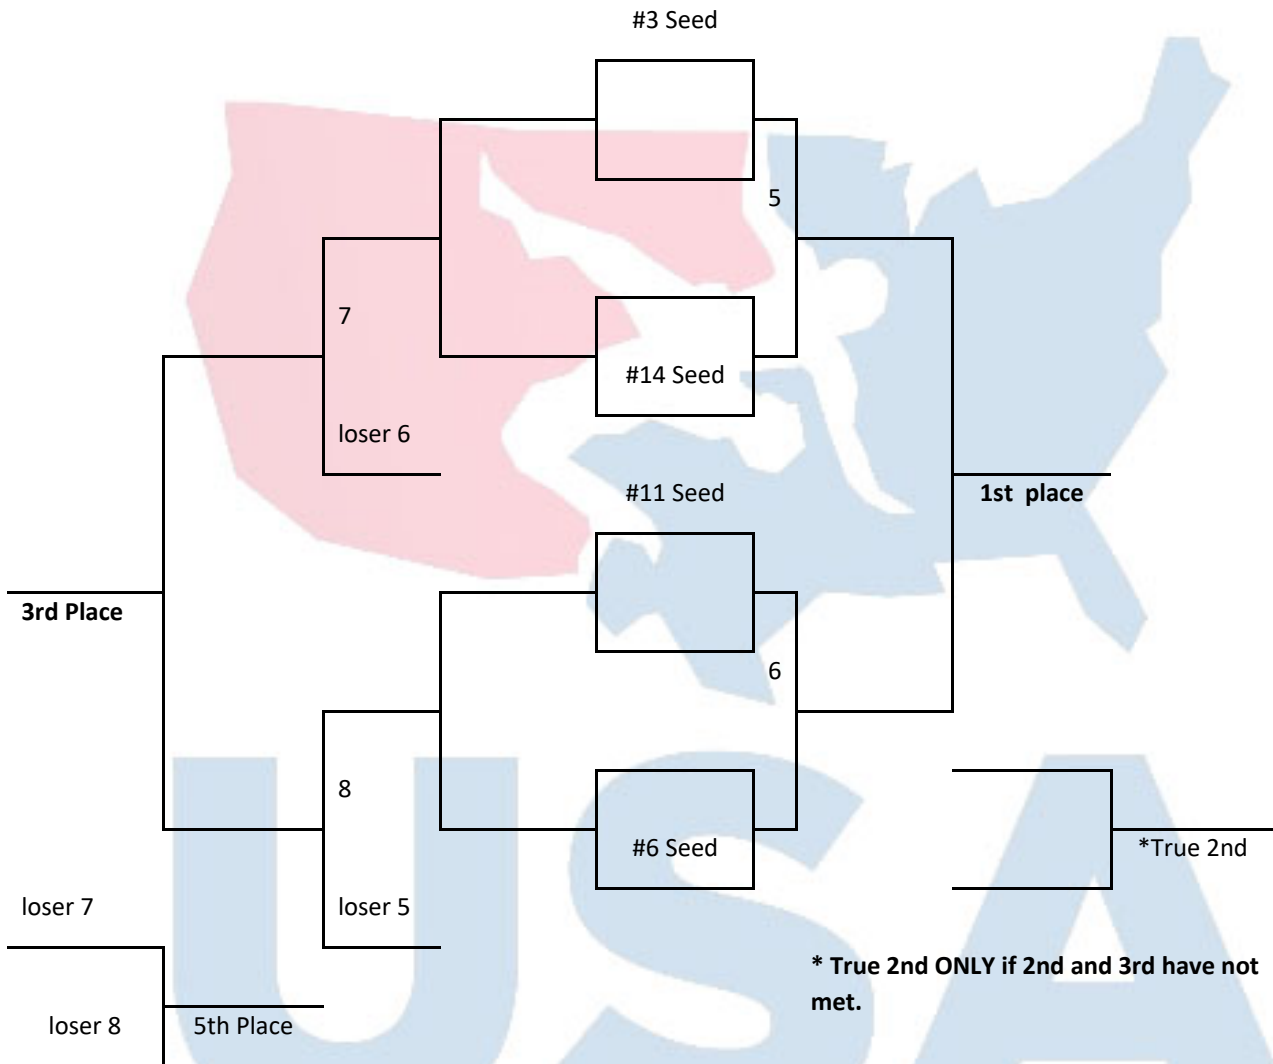 #3 Seed
5
7
#14 Seed
loser 6
#11 Seed
1st  place
3rd Place
6
8
#6 Seed
*True 2nd
loser 7
loser 5
* True 2nd ONLY if 2nd and 3rd have not
met.
loser 8
5th Place
USA